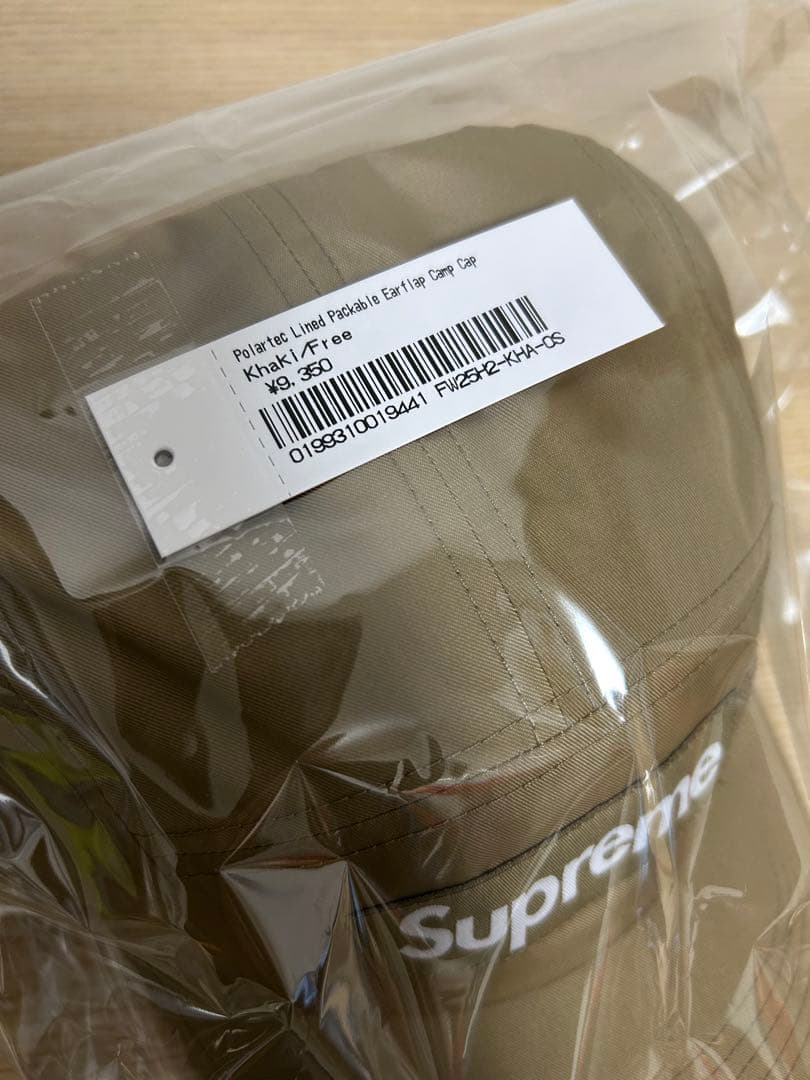 Polartec Lined Packable Earflap Camp Cap
Khaki/Free
¥9,350
0199310019441 FW25H2-KHA-OS
Supreme